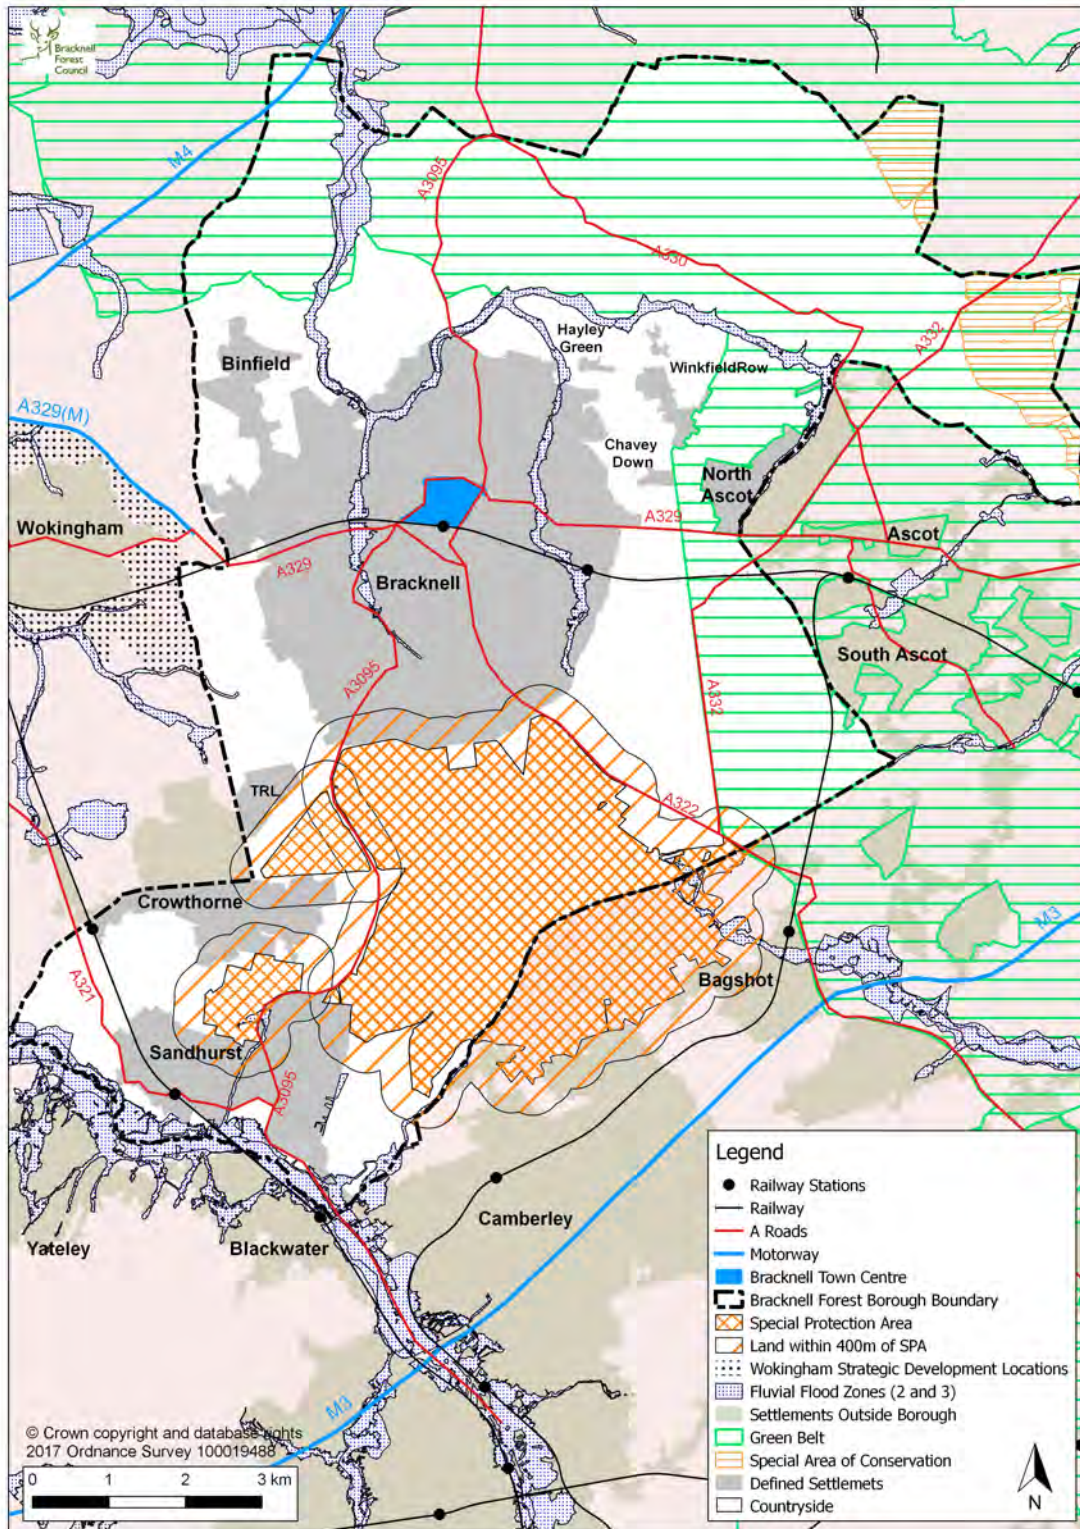 Bracknell
Forest
Council
M4
A3095
A330
A332
Binfield
Hayley
Green
WinkfieldRow
A329(M)
Chavey
Down
North
Ascot
Wokingham
A329
Ascot
A329
Bracknell
South Ascot
A3095
A332
TRL
A322
Crowthorne
M3
A321
Bagshot
Sandhurst
A3095
Yateley
Blackwater
Camberley
M3
Legend
Railway Stations
Railway
A Roads
Motorway
Bracknell Town Centre
Bracknell Forest Borough Boundary
Special Protection Area
Land within 400m of SPA
Wokingham Strategic Development Locations
Fluvial Flood Zones (2 and 3)
Settlements Outside Borough
Green Belt
Special Area of Conservation
Defined Settlemets
Countryside
N
© Crown copyright and database rights
2017 Ordnance Survey 100019488
0 1 2 3 km